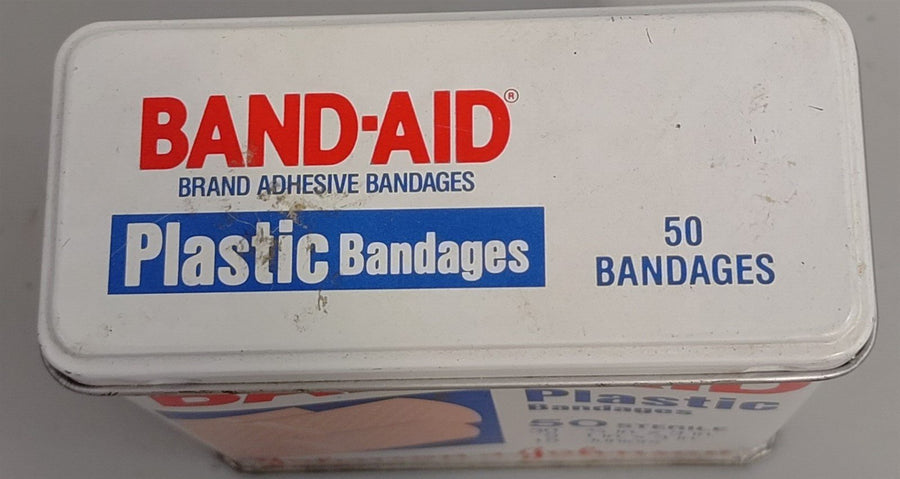 BAND-AID®
BRAND ADHESIVE BANDAGES
Plastic Bandages
50
BANDAGES
Plastic
Bandages
50 STERILE